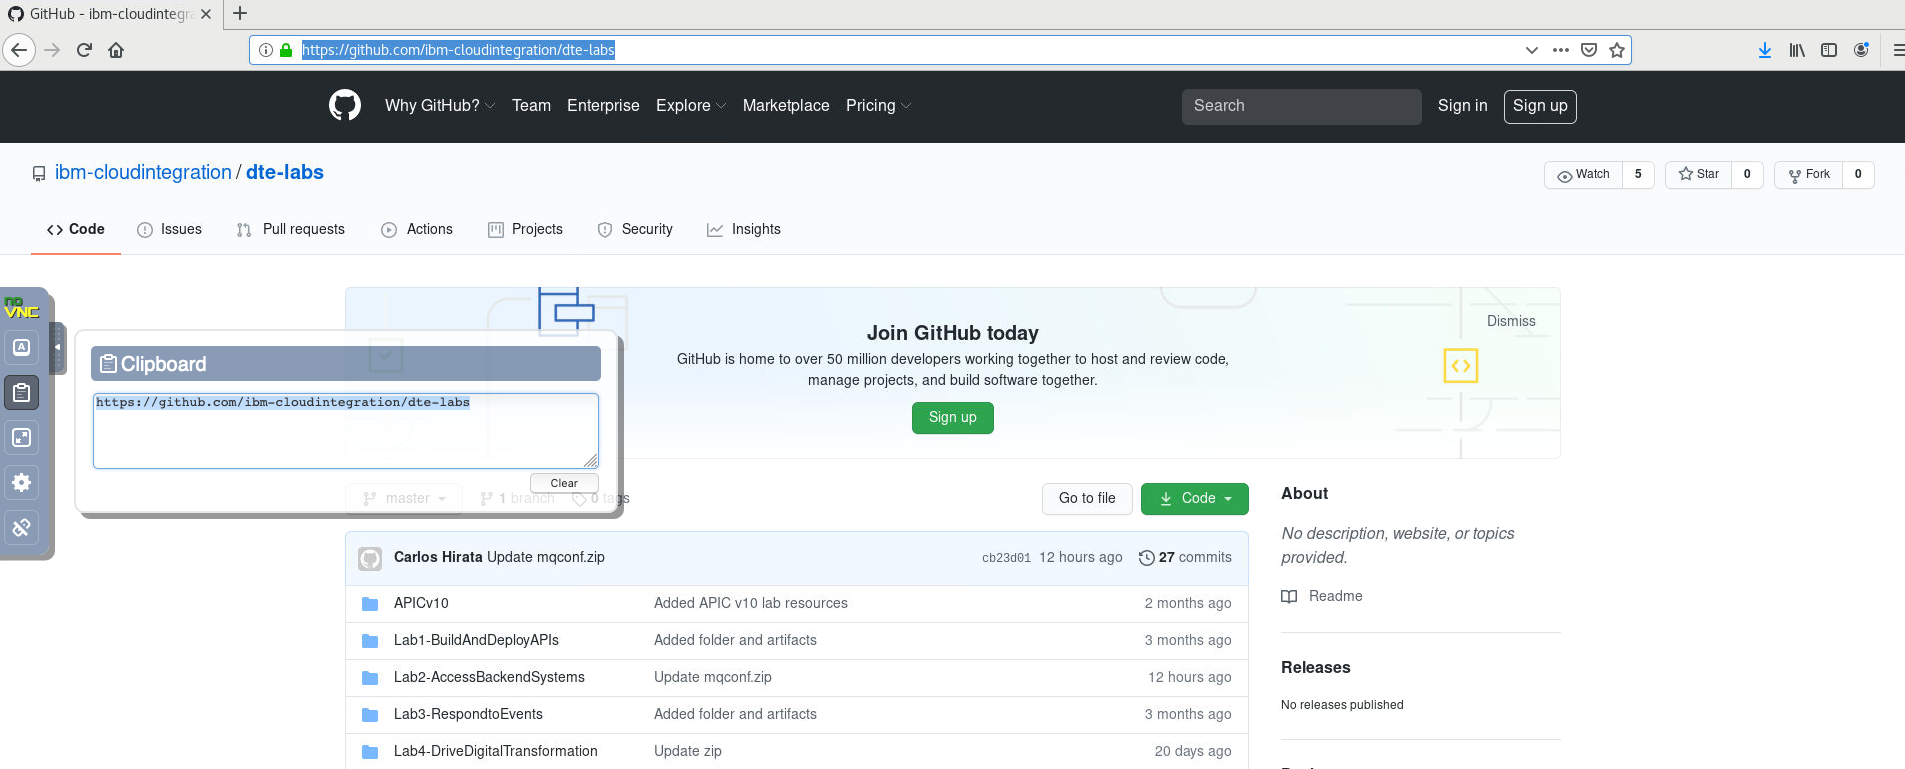 GitHub - ibm-cloudintegra
https://github.com/ibm-cloudintegration/dte-labs
Why GitHub? Team Enterprise Explore Marketplace Pricing Search Sign in Sign up
ibm-cloudintegration / dte-labs Watch 5 Star 0 Fork 0
Code Issues Pull requests Actions Projects Security Insights
no
VNC
Join GitHub today
Dismiss
GitHub is home to over 50 million developers working together to host and review code,
manage projects, and build software together.
Sign up
Clipboard
https://github.com/ibm-cloudintegration/dte-labs
Clear
master 1 branch 0 tags Go to file Code
Carlos Hirata Update mqconf.zip cb23d01 12 hours ago 27 commits
APICv10 Added APIC v10 lab resources 2 months ago
Lab1-BuildAndDeployAPIs Added folder and artifacts 3 months ago
Lab2-AccessBackendSystems Update mqconf.zip 12 hours ago
Lab3-RespondtoEvents Added folder and artifacts 3 months ago
Lab4-DriveDigitalTransformation Update zip 20 days ago
About
No description, website, or topics
provided.
Readme
Releases
No releases published